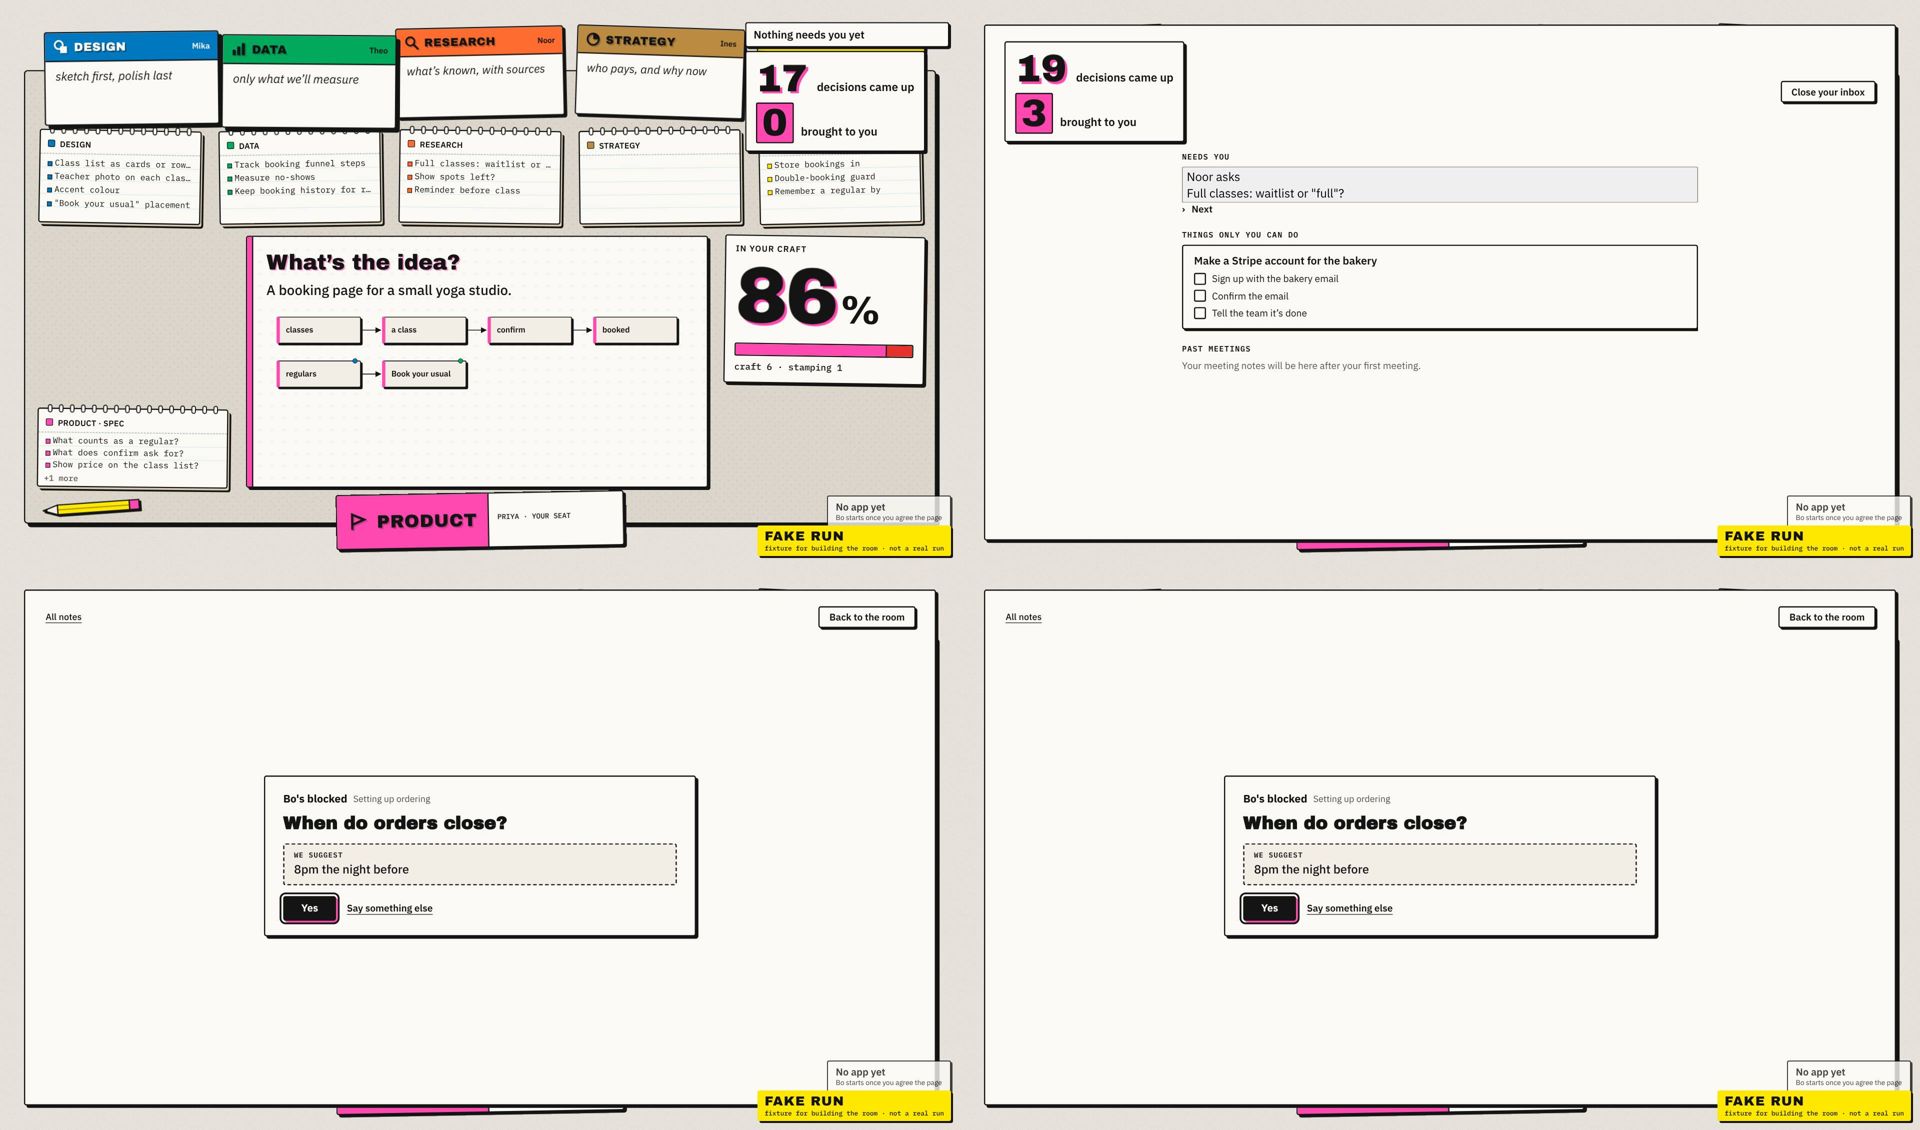 DESIGN
Mika
sketch first, polish last
DATA
Theo
only what we'll measure
RESEARCH
Noor
what's known, with sources
STRATEGY
Ines
who pays, and why now
Nothing needs you yet
17 decisions came up
0 brought to you
DESIGN
Class list as cards or row…
Teacher photo on each clas…
Accent colour
"Book your usual" placement
DATA
Track booking funnel steps
Measure no-shows
Keep booking history for r…
RESEARCH
Full classes: waitlist or …
Show spots left?
Reminder before class
STRATEGY
Store bookings in
Double-booking guard
Remember a regular by
What's the idea?
A booking page for a small yoga studio.
classes
a class
confirm
booked
regulars
Book your usual
IN YOUR CRAFT
86%
craft 6 · stamping 1
PRODUCT · SPEC
What counts as a regular?
What does confirm ask for?
Show price on the class list?
+1 more
PRODUCT
PRIYA · YOUR SEAT
No app yet
Bo starts once you agree the page
FAKE RUN
fixture for building the room · not a real run
19 decisions came up
3 brought to you
Close your inbox
NEEDS YOU
Noor asks
Full classes: waitlist or "full"?
› Next
THINGS ONLY YOU CAN DO
Make a Stripe account for the bakery
Sign up with the bakery email
Confirm the email
Tell the team it's done
PAST MEETINGS
Your meeting notes will be here after your first meeting.
No app yet
Bo starts once you agree the page
FAKE RUN
fixture for building the room · not a real run
All notes
Back to the room
Bo's blocked Setting up ordering
When do orders close?
WE SUGGEST
8pm the night before
Yes
Say something else
No app yet
Bo starts once you agree the page
FAKE RUN
fixture for building the room · not a real run
All notes
Back to the room
Bo's blocked Setting up ordering
When do orders close?
WE SUGGEST
8pm the night before
Yes
Say something else
No app yet
Bo starts once you agree the page
FAKE RUN
fixture for building the room · not a real run